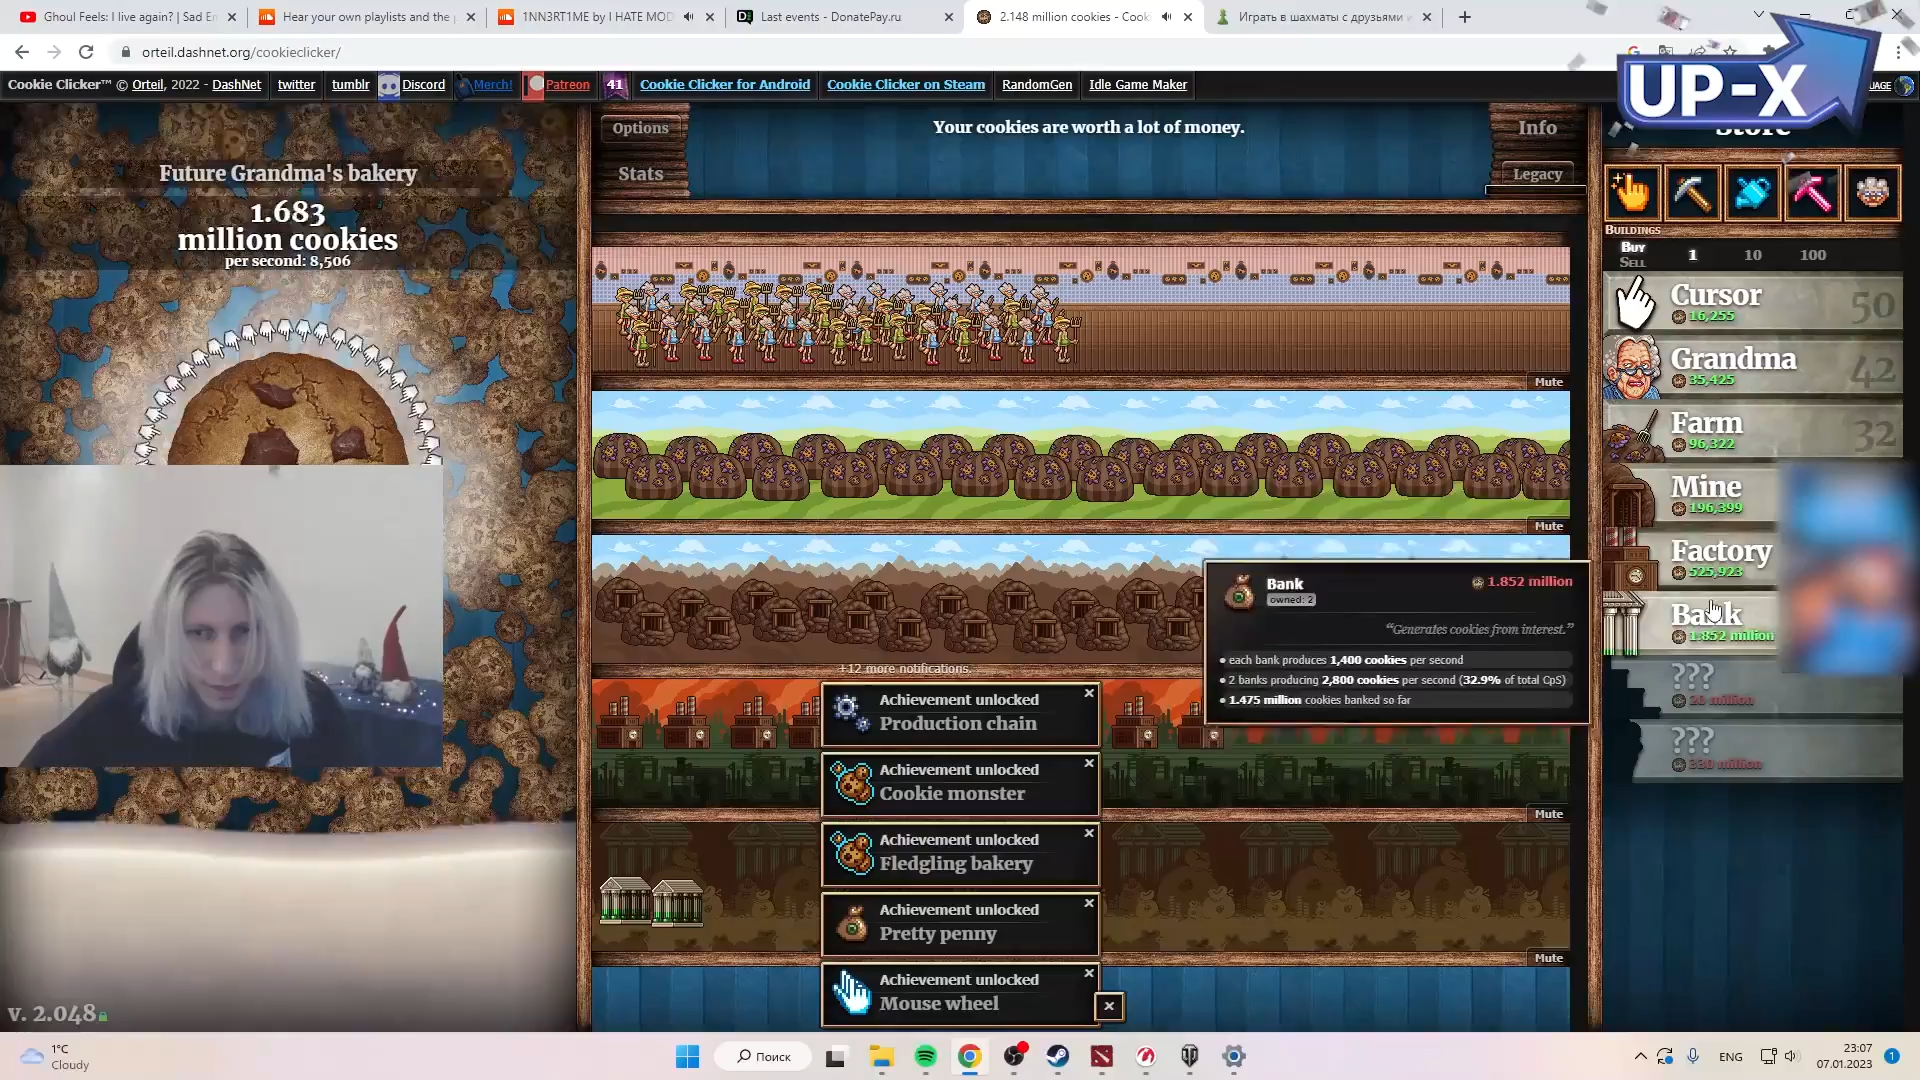 Ghoul Feels: I live again? | Sad En
Hear your own playlists and the p
1NN3RT1ME by I HATE MOD
Last events - DonatePay.ru
2.148 million cookies - Cook
Играть в шахматы с друзьями и
orteil.dashnet.org/cookieclicker/
Cookie Clicker™ © Orteil, 2022 - DashNet
twitter
tumblr
Discord
Merch!
Patreon
41
Cookie Clicker for Android
Cookie Clicker on Steam
RandomGen
Idle Game Maker
UAGE
UP-X
Options
Stats
Your cookies are worth a lot of money.
Info
Legacy
Store
Future Grandma's bakery
1.683
million cookies
per second: 8,506
BUILDINGS
Buy
Sell
1
10
100
Cursor
16,255
50
Grandma
35,425
42
Farm
96,322
32
Mine
196,399
Factory
525,923
Bank
1.852 million
???
20 million
???
330 million
Mute
Mute
Bank
1.852 million
owned: 2
“Generates cookies from interest.”
• each bank produces 1,400 cookies per second
• 2 banks producing 2,800 cookies per second (32.9% of total CpS)
• 1.475 million cookies banked so far
+12 more notifications.
Achievement unlocked
Production chain
Achievement unlocked
Cookie monster
Achievement unlocked
Fledgling bakery
Achievement unlocked
Pretty penny
Achievement unlocked
Mouse wheel
Mute
Mute
v. 2.048
1°C
Cloudy
Поиск
ENG
23:07
07.01.2023
1